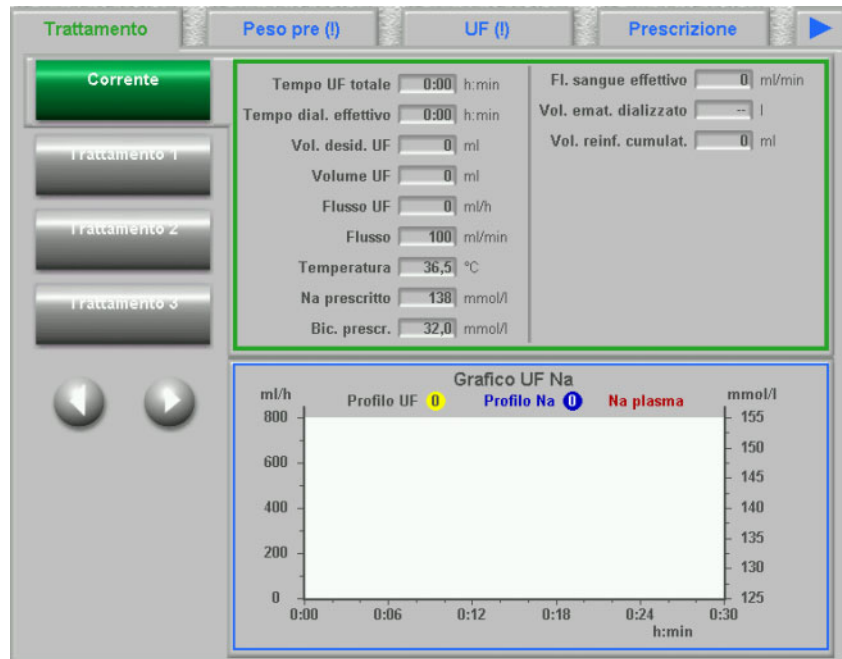 Trattamento Peso pre (!) UF (!) Prescrizione
Corrente
Trattamento 1
Trattamento 2
Trattamento 3
Tempo UF totale 0:00 h:min
Tempo dial. effettivo 0:00 h:min
Vol. desid. UF 0 ml
Volume UF 0 ml
Flusso UF 0 ml/h
Flusso 100 ml/min
Temperatura 36,5 °C
Na prescritto 138 mmol/l
Bic. prescr. 32,0 mmol/l
Fl. sangue effettivo 0 ml/min
Vol. emat. dializzato -- l
Vol. reinf. cumulat. 0 ml
Grafico UF Na
ml/h Profilo UF 0 Profilo Na 0 Na plasma mmol/l
800 155
600 150
145
400 140
135
200 130
0 125
0:00 0:06 0:12 0:18 0:24 0:30
h:min